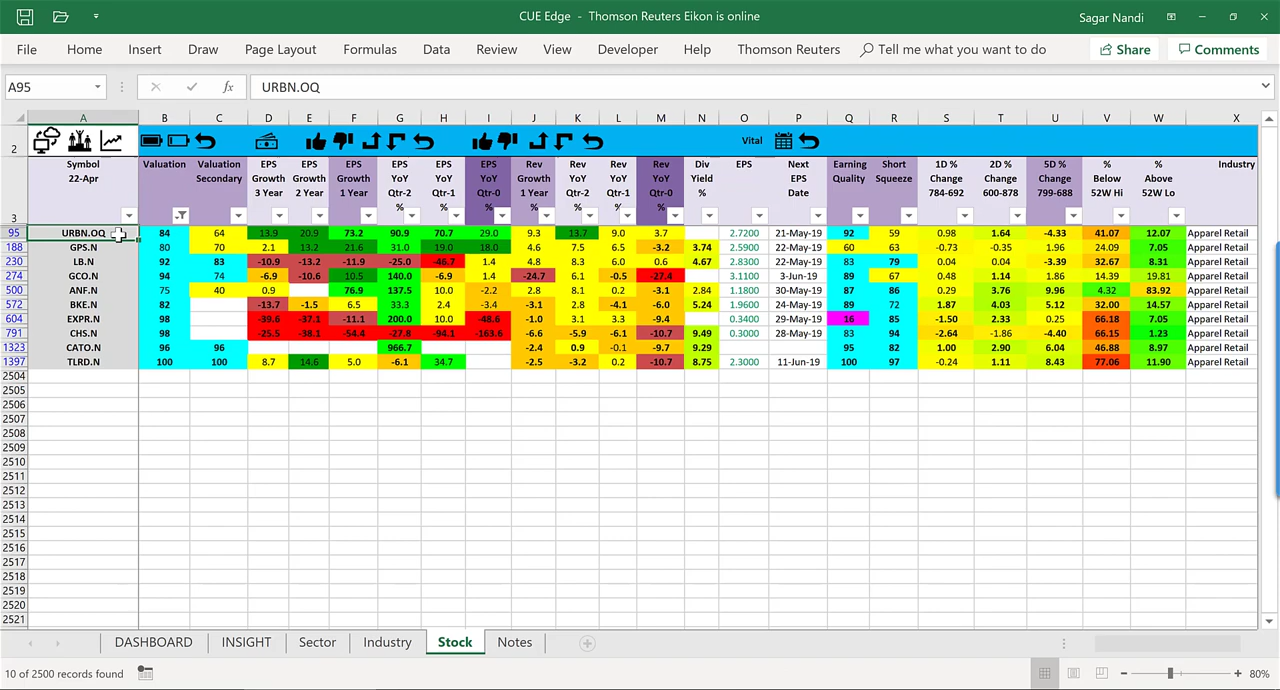 CUE Edge - Thomson Reuters Eikon is online
Sagar Nandi
File Home Insert Draw Page Layout Formulas Data Review View Developer Help Thomson Reuters Tell me what you want to do Share Comments
A95 fx URBN.OQ
A B C D E F G H I J K L M N O P Q R S T U V W X
2 Vital
Symbol Valuation Valuation EPS EPS EPS EPS EPS EPS Rev Rev Rev Rev Div EPS Next Earning Short 1D % 2D % 5D % % % Industry
22-Apr Secondary Growth Growth Growth YoY YoY YoY Growth YoY YoY YoY Yield EPS Quality Squeeze Change Change Change Below Above
3 Year 2 Year 1 Year Qtr-2 Qtr-1 Qtr-0 1 Year Qtr-2 Qtr-1 Qtr-0 % Date 784-692 600-878 799-688 52W Hi 52W Lo
% % % % % % %
3
95 URBN.OQ 84 64 13.9 20.9 73.2 90.9 70.7 29.0 9.3 13.7 9.0 3.7 2.7200 21-May-19 92 59 0.98 1.64 -4.33 41.07 12.07 Apparel Retail
188 GPS.N 80 70 2.1 13.2 21.6 31.0 19.0 18.0 4.6 7.5 6.5 -3.2 3.74 2.5900 22-May-19 60 63 -0.73 -0.35 1.96 24.09 7.05 Apparel Retail
230 LB.N 92 83 -10.9 -13.2 -11.9 -25.0 -46.7 1.4 4.8 8.3 6.0 0.6 4.67 2.8300 22-May-19 83 79 0.04 0.04 -3.39 32.67 8.31 Apparel Retail
274 GCO.N 94 74 -6.9 -10.6 10.5 140.0 -6.9 1.4 -24.7 6.1 -0.5 -27.4 3.1100 3-Jun-19 89 67 0.48 1.14 1.86 14.39 19.81 Apparel Retail
500 ANF.N 75 40 0.9 76.9 137.5 10.0 -2.2 2.8 8.1 0.2 -3.1 2.84 1.1800 30-May-19 87 86 0.29 3.76 9.96 4.32 83.92 Apparel Retail
572 BKE.N 82 -13.7 -1.5 6.5 33.3 2.4 -3.4 -3.1 2.8 -4.1 -6.0 5.24 1.9600 24-May-19 89 72 1.87 4.03 5.12 32.00 14.57 Apparel Retail
604 EXPR.N 98 -39.6 -37.1 -11.1 200.0 10.0 -48.6 -1.0 3.1 3.3 -9.4 0.3400 29-May-19 16 85 -1.50 2.33 0.25 66.18 7.05 Apparel Retail
791 CHS.N 98 -25.5 -38.1 -54.4 -27.8 -94.1 -163.6 -6.6 -5.9 -6.1 -10.7 9.49 0.3000 28-May-19 83 94 -2.64 -1.86 -4.40 66.15 1.23 Apparel Retail
1323 CATO.N 96 96 966.7 -2.4 0.9 -0.1 -9.7 9.29 95 82 1.00 2.90 6.04 46.88 8.97 Apparel Retail
1397 TLRD.N 100 100 8.7 14.6 5.0 -6.1 34.7 -2.5 -3.2 0.2 -10.7 8.75 2.3000 11-Jun-19 100 97 -0.24 1.11 8.43 77.06 11.90 Apparel Retail
2504
2505
2506
2507
2508
2509
2510
2511
2512
2513
2514
2515
2516
2517
2518
2519
2520
2521
DASHBOARD INSIGHT Sector Industry Stock Notes
10 of 2500 records found 80%